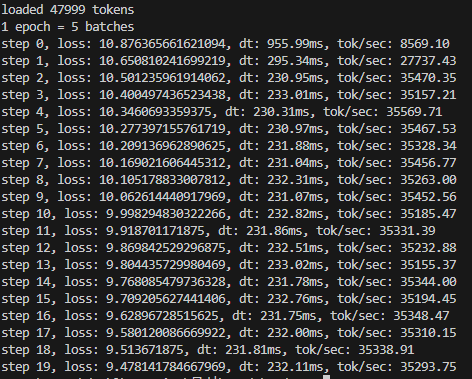 loaded 47999 tokens
1 epoch = 5 batches
step 0, loss: 10.876365661621094, dt: 955.99ms, tok/sec: 8569.10
step 1, loss: 10.650810241699219, dt: 295.34ms, tok/sec: 27737.43
step 2, loss: 10.501235961914062, dt: 230.95ms, tok/sec: 35470.35
step 3, loss: 10.400497436523438, dt: 233.01ms, tok/sec: 35157.21
step 4, loss: 10.3460693359375, dt: 230.31ms, tok/sec: 35569.71
step 5, loss: 10.277397155761719, dt: 230.97ms, tok/sec: 35467.53
step 6, loss: 10.209136962890625, dt: 231.88ms, tok/sec: 35328.34
step 7, loss: 10.169021606445312, dt: 231.04ms, tok/sec: 35456.77
step 8, loss: 10.105178833007812, dt: 232.31ms, tok/sec: 35263.00
step 9, loss: 10.062614440917969, dt: 231.07ms, tok/sec: 35452.56
step 10, loss: 9.998294830322266, dt: 232.82ms, tok/sec: 35185.47
step 11, loss: 9.918701171875, dt: 231.86ms, tok/sec: 35331.39
step 12, loss: 9.869842529296875, dt: 232.51ms, tok/sec: 35232.88
step 13, loss: 9.804435729980469, dt: 233.02ms, tok/sec: 35155.37
step 14, loss: 9.768085479736328, dt: 231.78ms, tok/sec: 35344.00
step 15, loss: 9.709205627441406, dt: 232.76ms, tok/sec: 35194.45
step 16, loss: 9.62896728515625, dt: 231.75ms, tok/sec: 35348.47
step 17, loss: 9.580120086669922, dt: 232.00ms, tok/sec: 35310.15
step 18, loss: 9.513671875, dt: 231.81ms, tok/sec: 35338.91
step 19, loss: 9.478141784667969, dt: 232.11ms, tok/sec: 35293.75